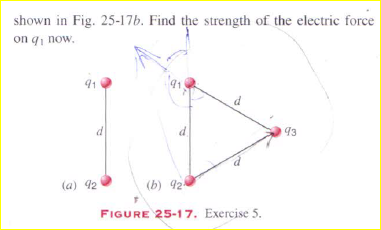 shown in Fig. 25-17b. Find the strength of the electric force
on q₁ now.
q₁
q₁
d
d
d
q₃
d
(a) q₂
(b) q₂
FIGURE 25-17. Exercise 5.